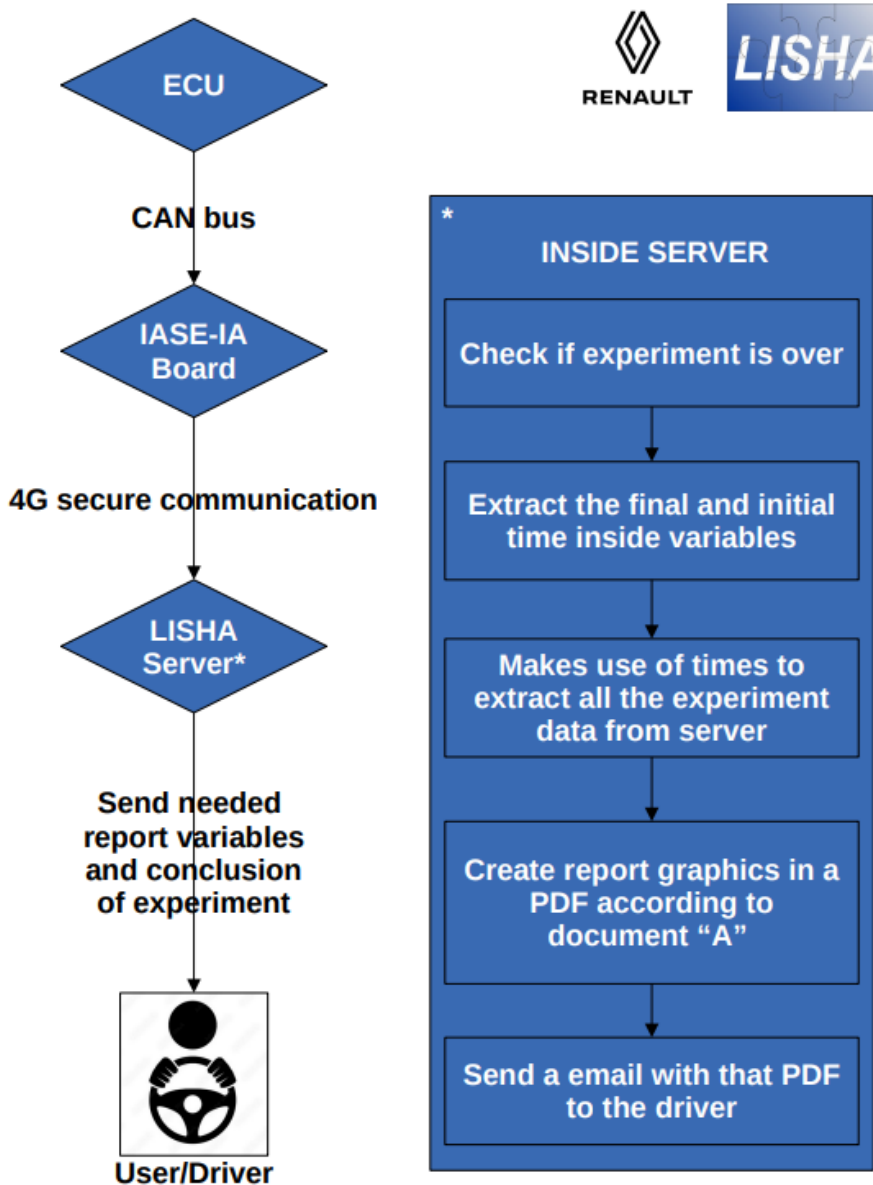 ECU
RENAULT
LISHA
CAN bus
IASE-IA
Board
4G secure communication
LISHA
Server*
Send needed
report variables
and conclusion
of experiment
User/Driver
*
INSIDE SERVER
Check if experiment is over
Extract the final and initial
time inside variables
Makes use of times to
extract all the experiment
data from server
Create report graphics in a
PDF according to
document “A”
Send a email with that PDF
to the driver